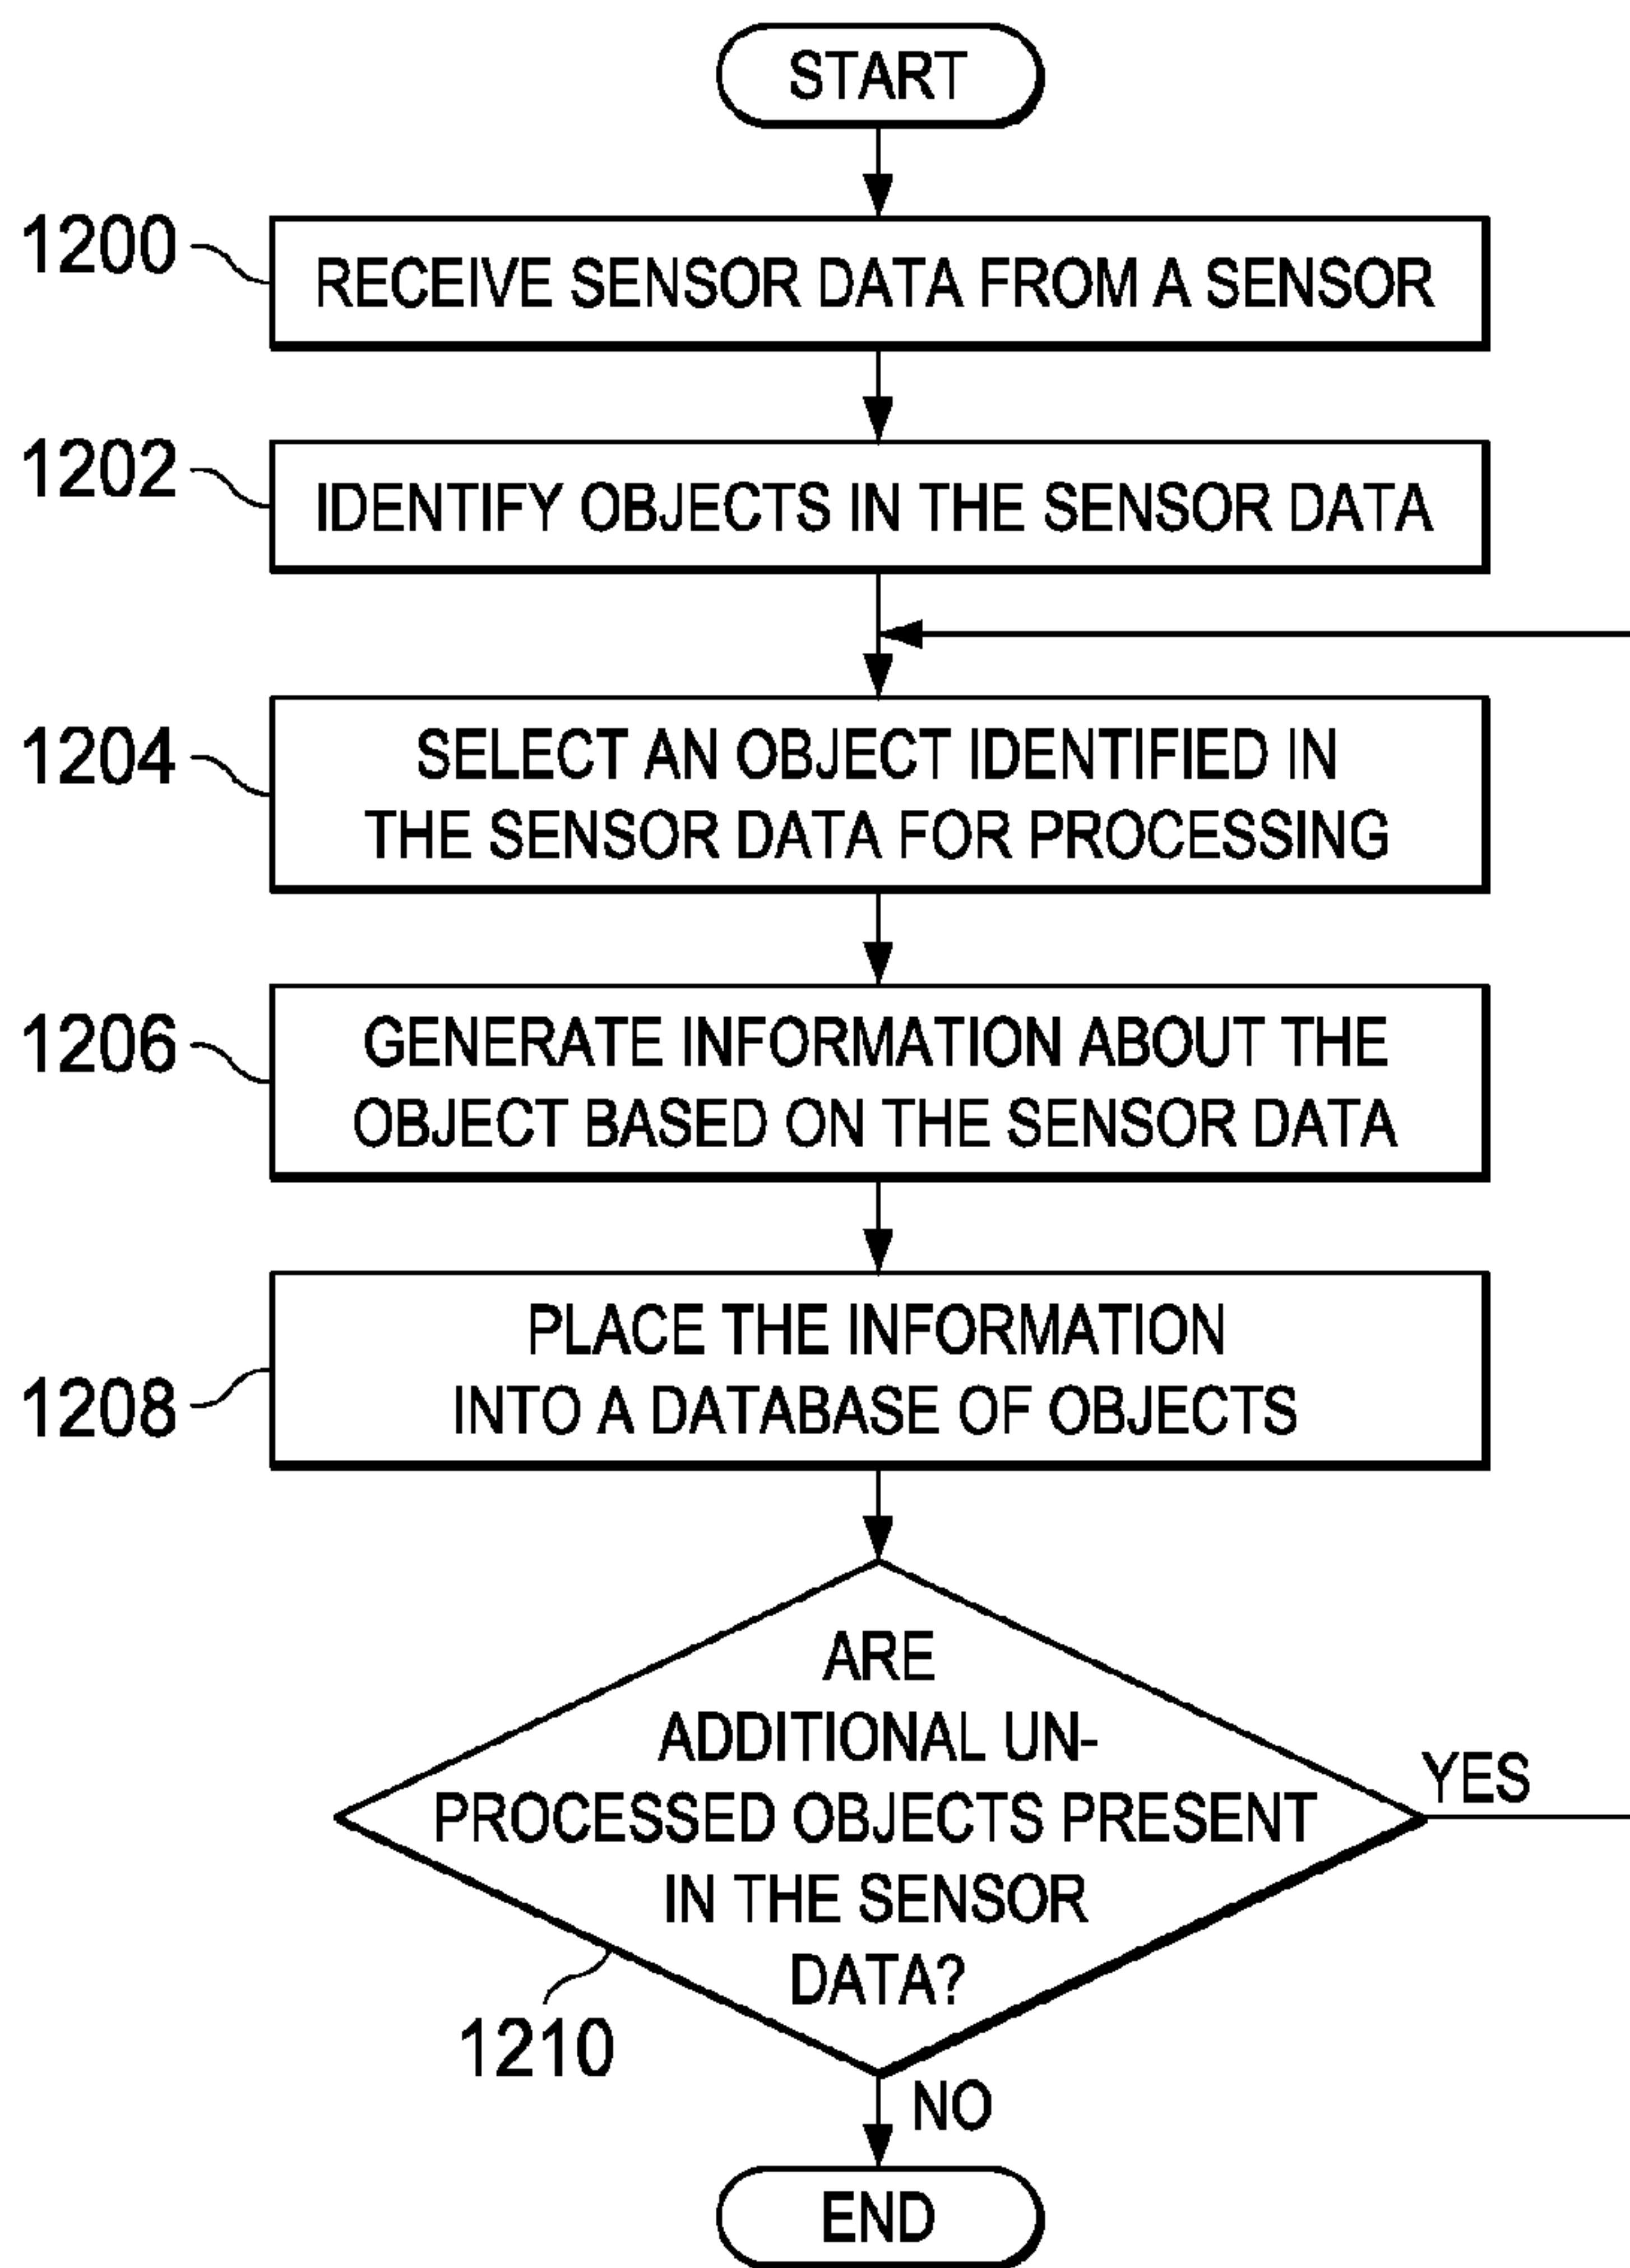 START
1200
RECEIVE SENSOR DATA FROM A SENSOR
1202
IDENTIFY OBJECTS IN THE SENSOR DATA
1204
SELECT AN OBJECT IDENTIFIED IN
THE SENSOR DATA FOR PROCESSING
1206
GENERATE INFORMATION ABOUT THE
OBJECT BASED ON THE SENSOR DATA
1208
PLACE THE INFORMATION
INTO A DATABASE OF OBJECTS
ARE
ADDITIONAL UN-
PROCESSED OBJECTS PRESENT
IN THE SENSOR
DATA?
YES
1210
NO
END